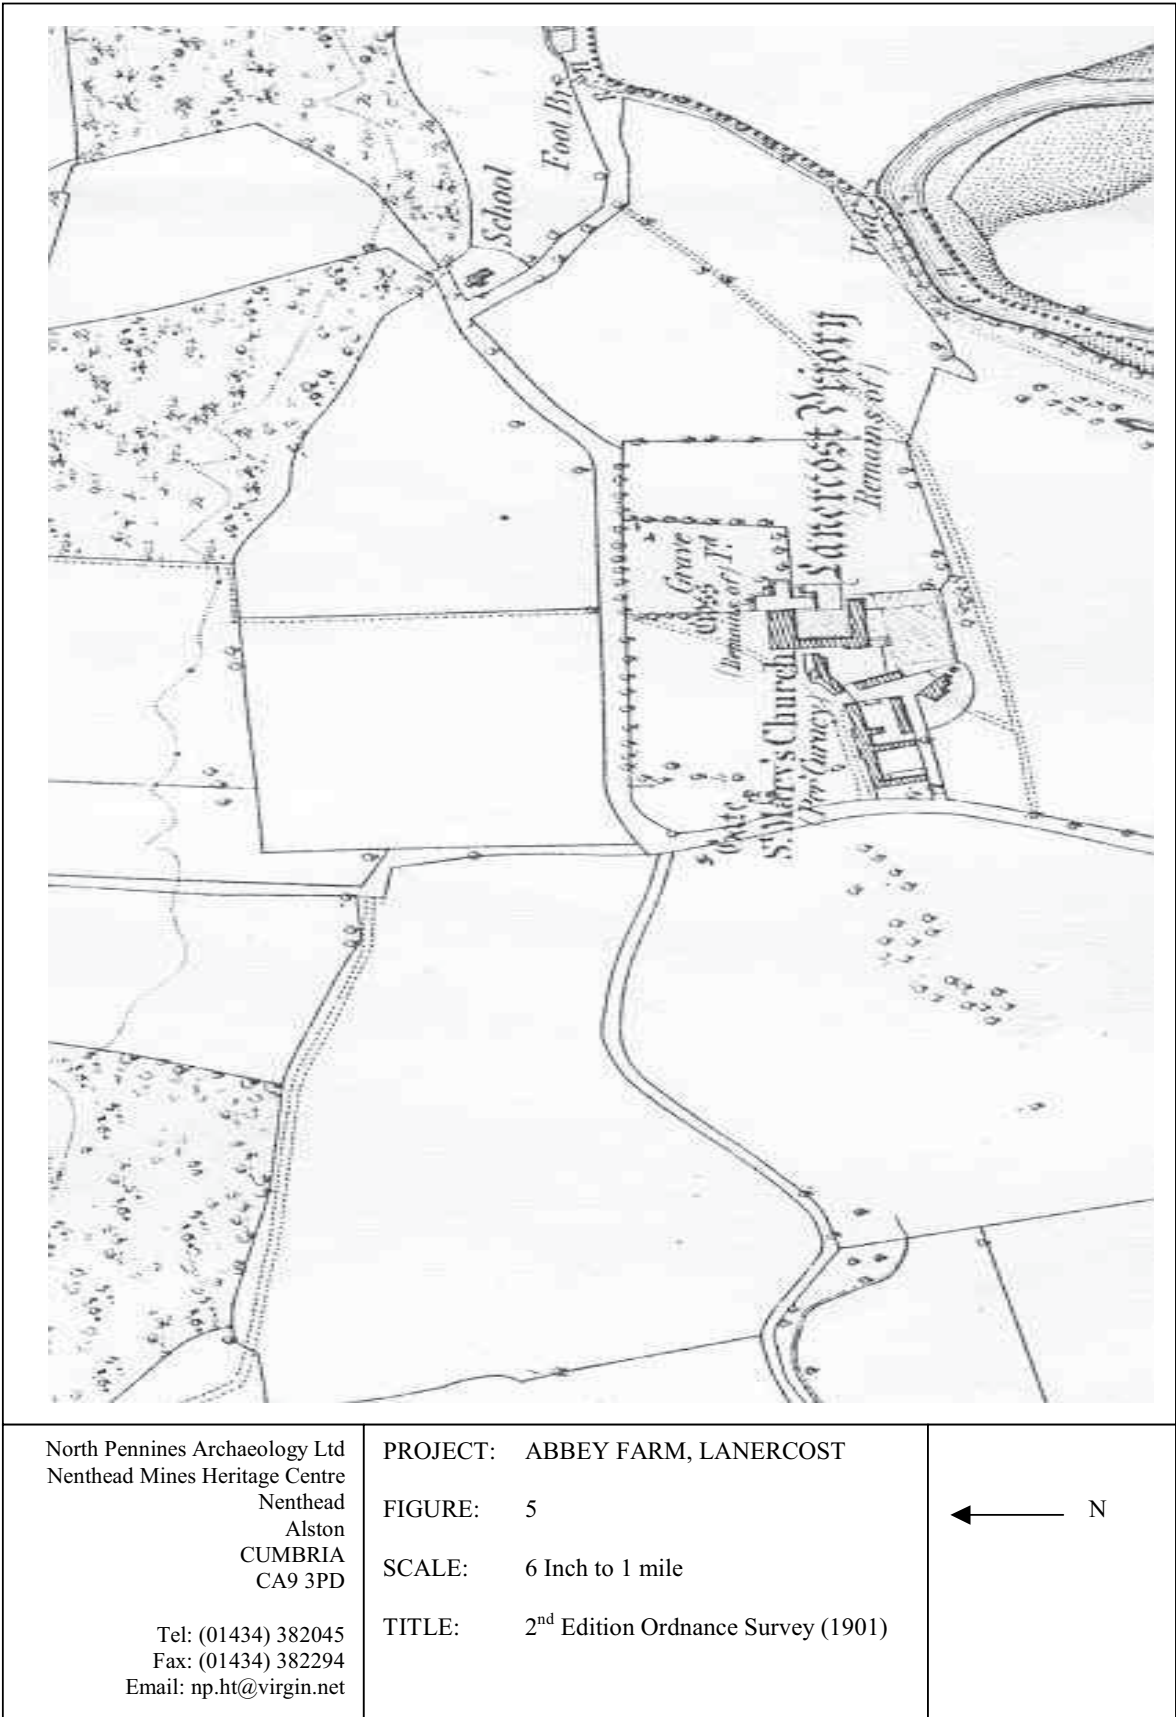 Foot Br.
School
Lanercost Priory
(Remains of)
Grave
Cross Yd.
(Remains of)
St. Mary's Church
(Per. Curacy)
Gate
North Pennines Archaeology Ltd
Nenthead Mines Heritage Centre
Nenthead
Alston
CUMBRIA
CA9 3PD
Tel: (01434) 382045
Fax: (01434) 382294
Email: np.ht@virgin.net
PROJECT: ABBEY FARM, LANERCOST
FIGURE: 5
SCALE: 6 Inch to 1 mile
TITLE: 2nd Edition Ordnance Survey (1901)
N